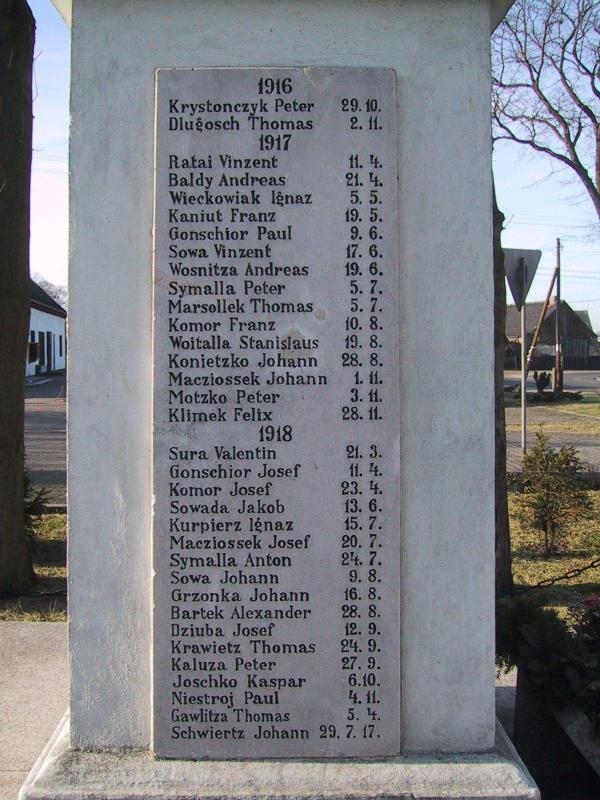 1916
Krystonczyk Peter 29. 10.
Dlugosch Thomas 2. 11.
1917
Ratai Vinzent 11. 4.
Baldy Andreas 21. 4.
Wieckowiak Ignaz 5. 5.
Kaniut Franz 19. 5.
Gonschior Paul 9. 6.
Sowa Vinzent 17. 6.
Wosnitza Andreas 19. 6.
Symalla Peter 5. 7.
Marsollek Thomas 5. 7.
Komor Franz 10. 8.
Woitalla Stanislaus 19. 8.
Konietzko Johann 28. 8.
Macziossek Johann 1. 11.
Motzko Peter 3. 11.
Klimek Felix 28. 11.
1918
Sura Valentin 21. 3.
Gonschior Josef 11. 4.
Komor Josef 23. 4.
Sowada Jakob 13. 6.
Kurpierz Ignaz 15. 7.
Macziossek Josef 20. 7.
Symalla Anton 24. 7.
Sowa Johann 9. 8.
Grzonka Johann 16. 8.
Bartek Alexander 28. 8.
Dziuba Josef 12. 9.
Krawietz Thomas 24. 9.
Kaluza Peter 27. 9.
Joschko Kaspar 6. 10.
Niestroj Paul 4. 11.
Gawlitza Thomas 5. 4.
Schwiertz Johann 29. 7. 17.